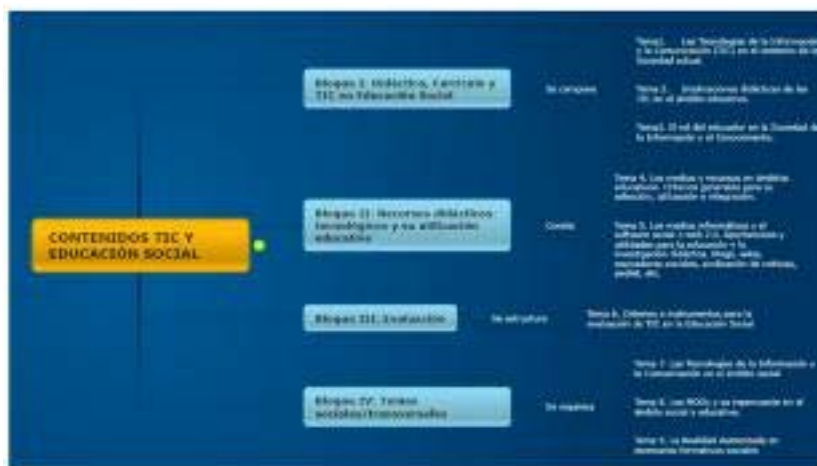 Tema1. Las Tecnologías de la Información
y la Comunicación (TIC) en el contexto de la
Sociedad actual.
Bloque I: Didáctica, Currículo y
TIC en Educación Social
Se compone
Tema 2. Implicaciones didácticas de las
TIC en el ámbito educativo.
Tema3. El rol del educador en la Sociedad de
la Información y el Conocimiento.
Tema 4. Los medios y recursos en ámbitos
educativos. Criterios generales para su
selección, utilización e integración.
Bloque II: Recursos didácticos
tecnológicos y su utilización
educativa
Consta
CONTENIDOS TIC Y
EDUCACIÓN SOCIAL
Tema 5. Los medios informáticos y el
software social
utilidades para la educación y la
investigación didáctica, blogs, wikis,
marcadores sociales, de noticias,
etc.
Bloque III. Evaluación
Se estructura
Tema 6. Criterios e instrumentos para la
evaluación de TIC en la Educación Social
Tema 7. Las Tecnologías de la Información y
la Comunicación en el ámbito social
Bloque IV: Temas
sociales/transversales
Se organiza
Tema 8. Los MOOc y su repercusión en el
ámbito social y educativo.
Tema 9. La Realidad Aumentada en
escenarios formativos sociales